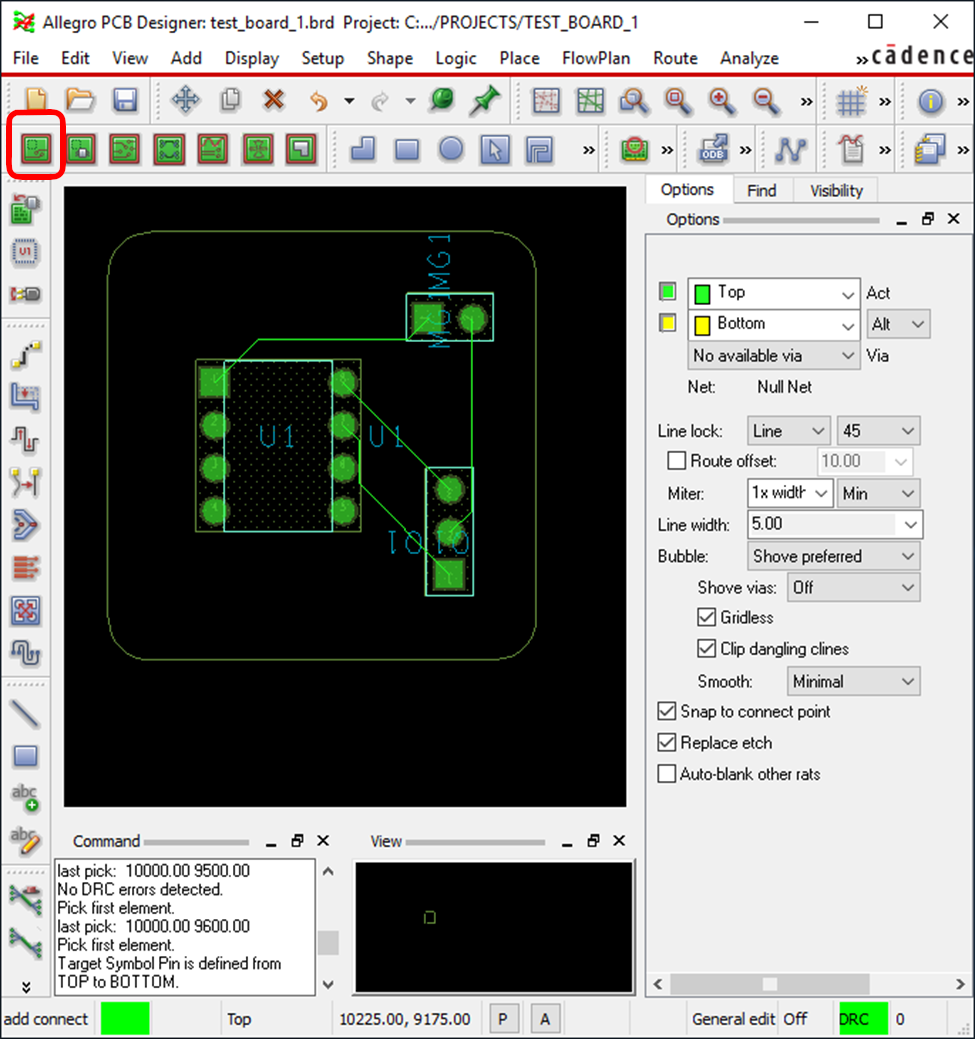 Allegro PCB Designer: test_board_1.brd Project: C:.../PROJECTS/TEST_BOARD_1
File Edit View Add Display Setup Shape Logic Place FlowPlan Route Analyze » cādence
» » »
ODB
» » » » »
U1
abc
abc
MG1MG1
U1 U1
Options Find Visibility
Options
Top Act
Bottom Alt
No available via Via
Net: Null Net
Line lock: Line 45
Route offset: 10.00
Miter: 1x width Min
Line width: 5.00
Bubble: Shove preferred
Shove vias: Off
Gridless
Clip dangling clines
Smooth: Minimal
Snap to connect point
Replace etch
Auto-blank other rats
Command
last pick: 10000.00 9500.00
No DRC errors detected.
Pick first element.
last pick: 10000.00 9600.00
Pick first element.
Target Symbol Pin is defined from
TOP to BOTTOM.
View
add connect Top 10225.00, 9175.00 P A General edit Off DRC 0